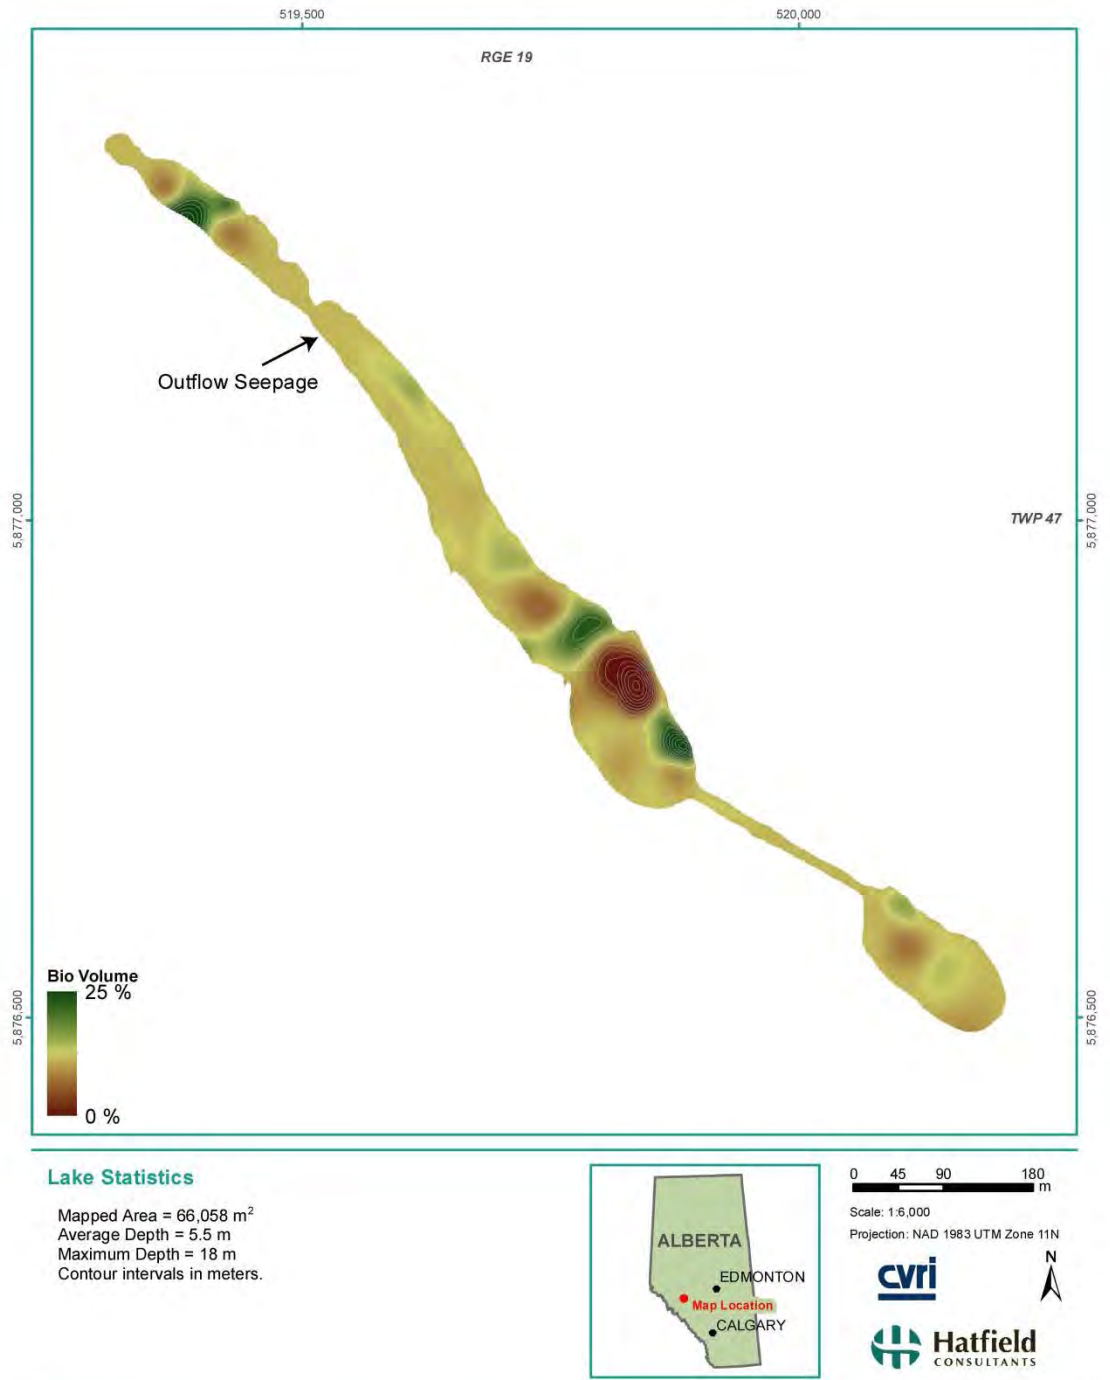 519,500
520,000
RGE 19
Outflow Seepage
5,877,000
TWP 47
5,877,000
Bio Volume
25 %
0 %
5,876,500
5,876,500
Lake Statistics
Mapped Area = 66,058 m²
Average Depth = 5.5 m
Maximum Depth = 18 m
Contour intervals in meters.
ALBERTA
EDMONTON
Map Location
CALGARY
0 45 90 180
m
Scale: 1:6,000
Projection: NAD 1983 UTM Zone 11N
cvri
N
Hatfield
CONSULTANTS